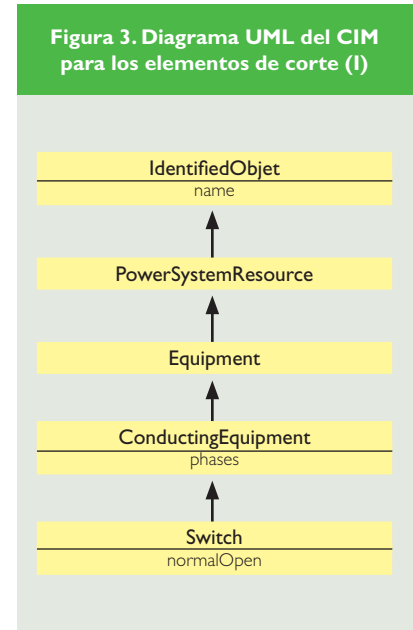 Figura 3. Diagrama UML del CIM
para los elementos de corte (I)
IdentifiedObjet
name
PowerSystemResource
Equipment
ConductingEquipment
phases
Switch
normalOpen